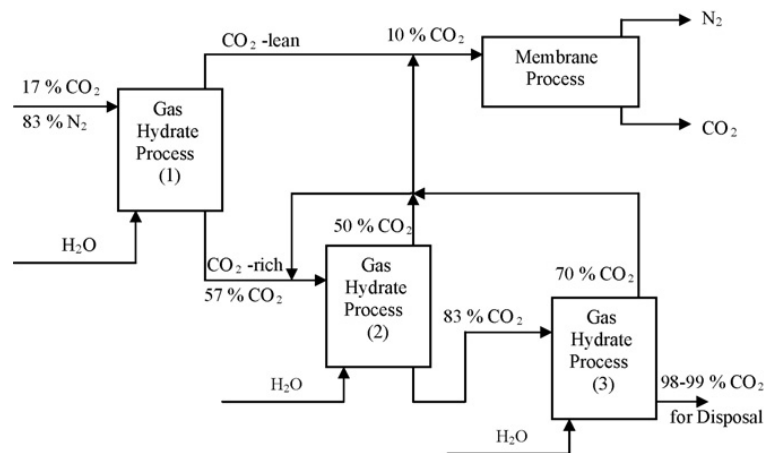 N₂
CO₂ -lean
10 % CO₂
Membrane
Process
17 % CO₂
83 % N₂
Gas
Hydrate
Process
(1)
CO₂
H₂O
50 % CO₂
CO₂ -rich
57 % CO₂
Gas
Hydrate
Process
(2)
70 % CO₂
83 % CO₂
Gas
Hydrate
Process
(3)
98-99 % CO₂
for Disposal
H₂O
H₂O